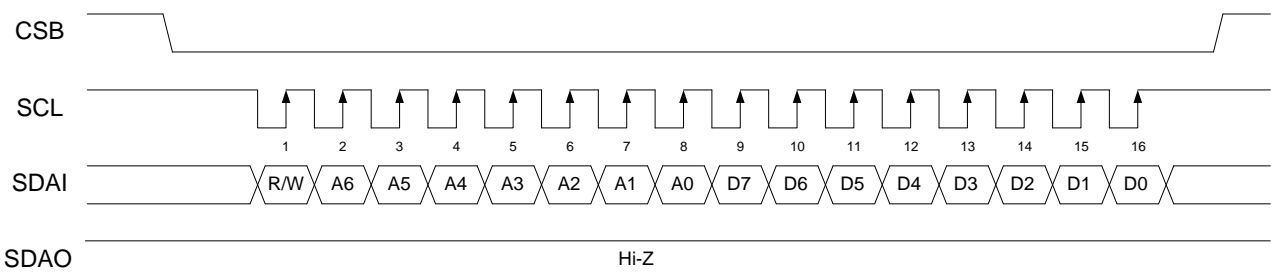 CSB
SCL
1 2 3 4 5 6 7 8 9 10 11 12 13 14 15 16
SDAI R/W A6 A5 A4 A3 A2 A1 A0 D7 D6 D5 D4 D3 D2 D1 D0
SDAO Hi-Z